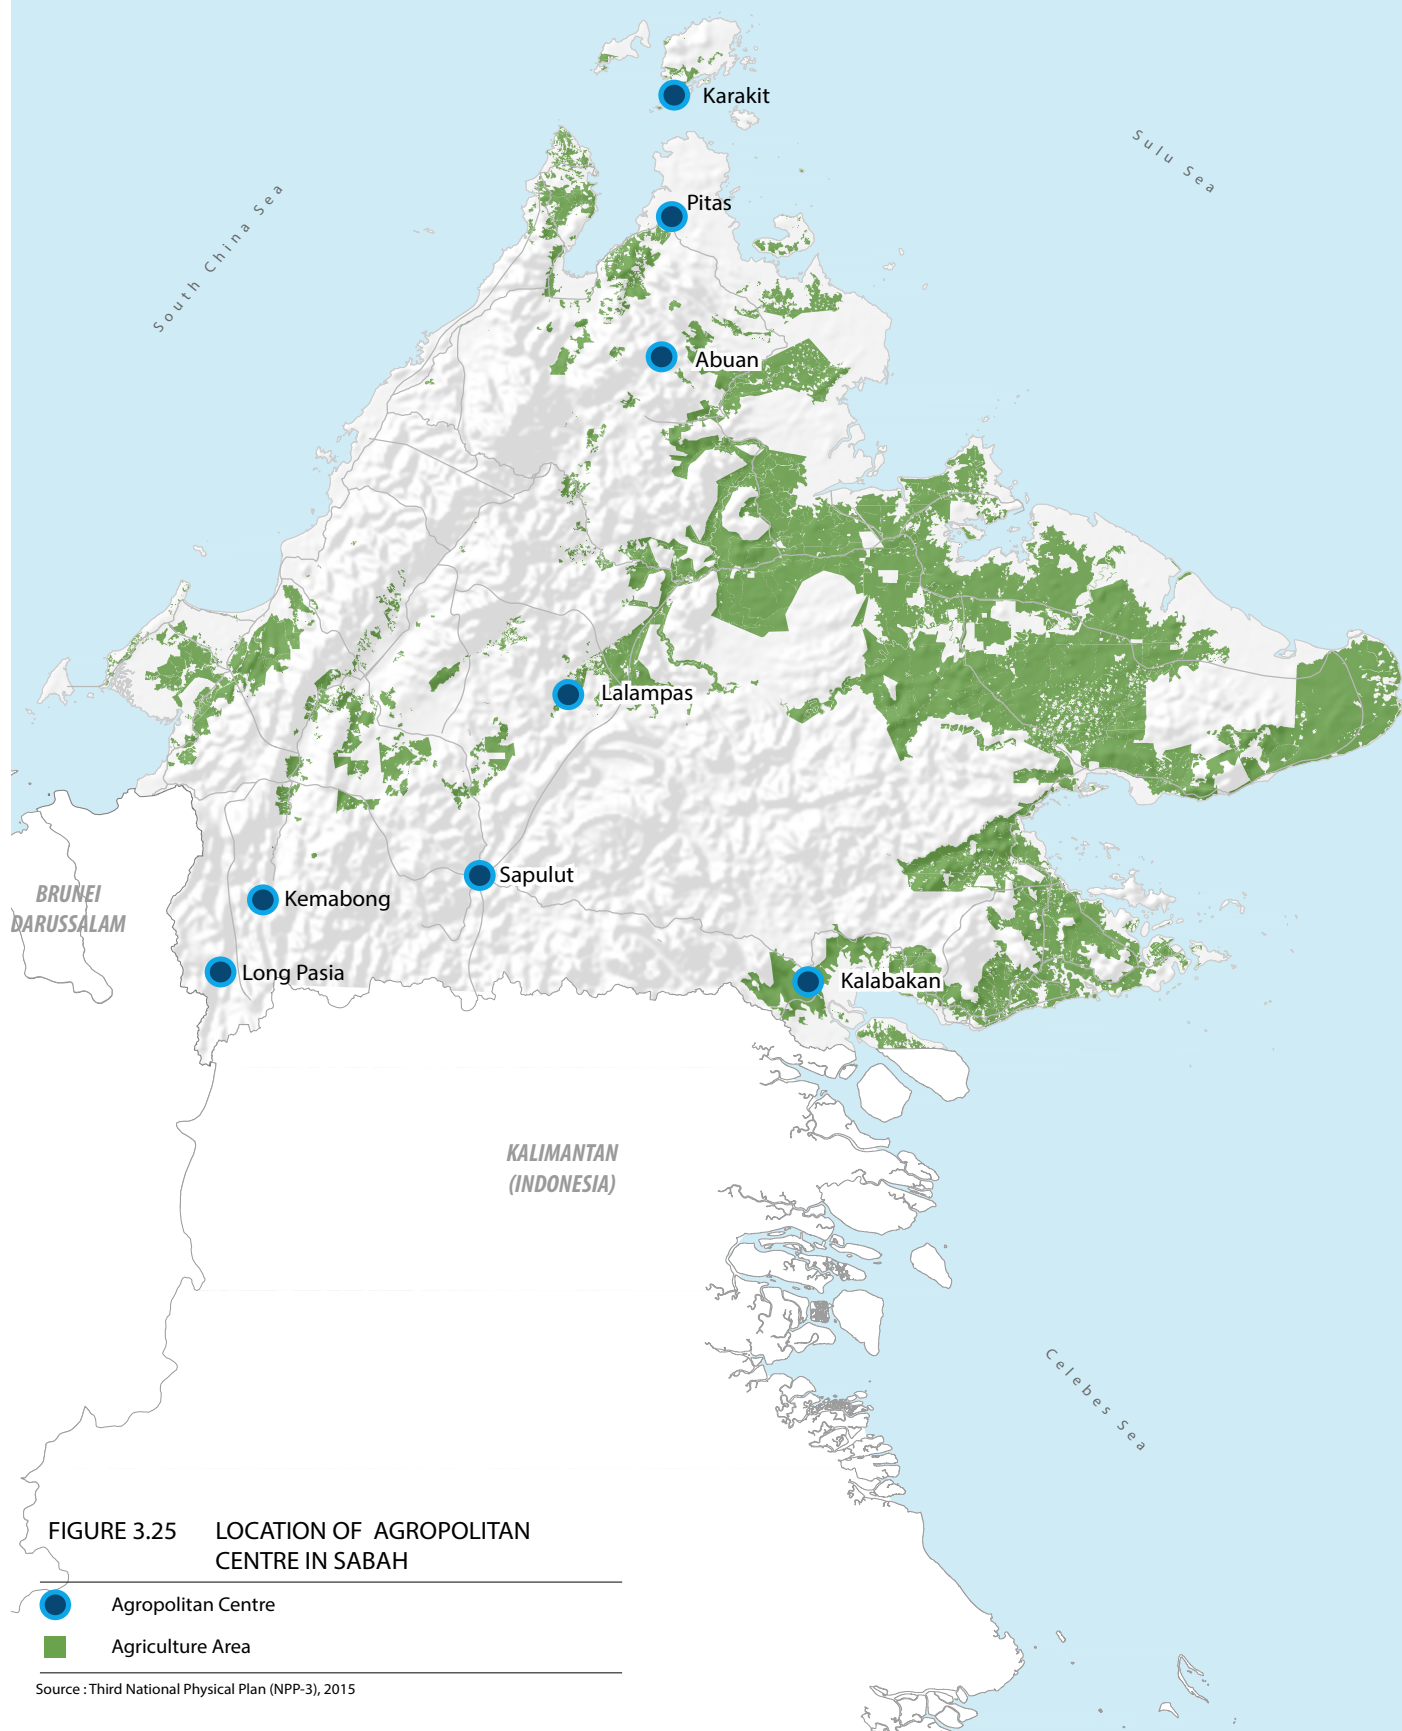 Karakit
Sulu Sea
South China Sea
Pitas
Abuan
Lalampas
Sapulut
BRUNEI
DARUSSALAM
Kemabong
Long Pasia
Kalabakan
KALIMANTAN
(INDONESIA)
Celebes Sea
FIGURE 3.25 LOCATION OF AGROPOLITAN
CENTRE IN SABAH
Agropolitan Centre
Agriculture Area
Source : Third National Physical Plan (NPP-3), 2015